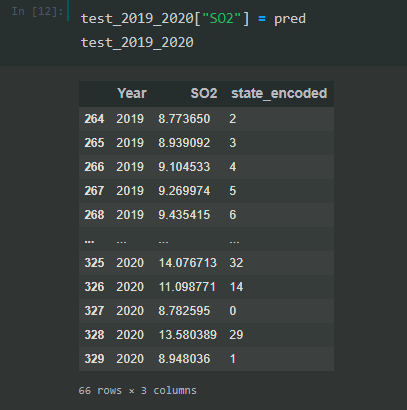 In [12]:
test_2019_2020["SO2"] = pred
test_2019_2020
Year SO2 state_encoded
264 2019 8.773650 2
265 2019 8.939092 3
266 2019 9.104533 4
267 2019 9.269974 5
268 2019 9.435415 6
... ... ... ...
325 2020 14.076713 32
326 2020 11.098771 14
327 2020 8.782595 0
328 2020 13.580389 29
329 2020 8.948036 1
66 rows × 3 columns